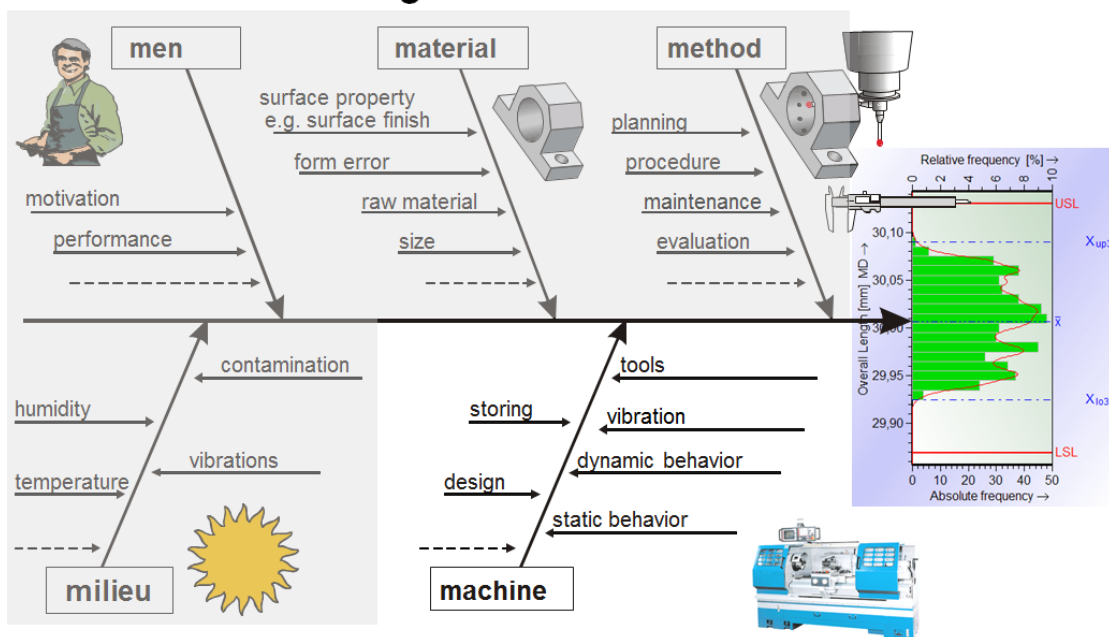 men
material
method
surface property
e.g. surface finish
form error
raw material
size
planning
procedure
maintenance
evaluation
motivation
performance
Relative frequency [%] →
0 2 4 6 8 10
USL
30,10
X up3
30,05
Overall Length [mm] MD →
30,00
x̄
29,95
X lo3
29,90
LSL
0 10 20 30 40 50
Absolute frequency →
contamination
humidity
vibrations
temperature
milieu
tools
storing
vibration
dynamic behavior
design
static behavior
machine